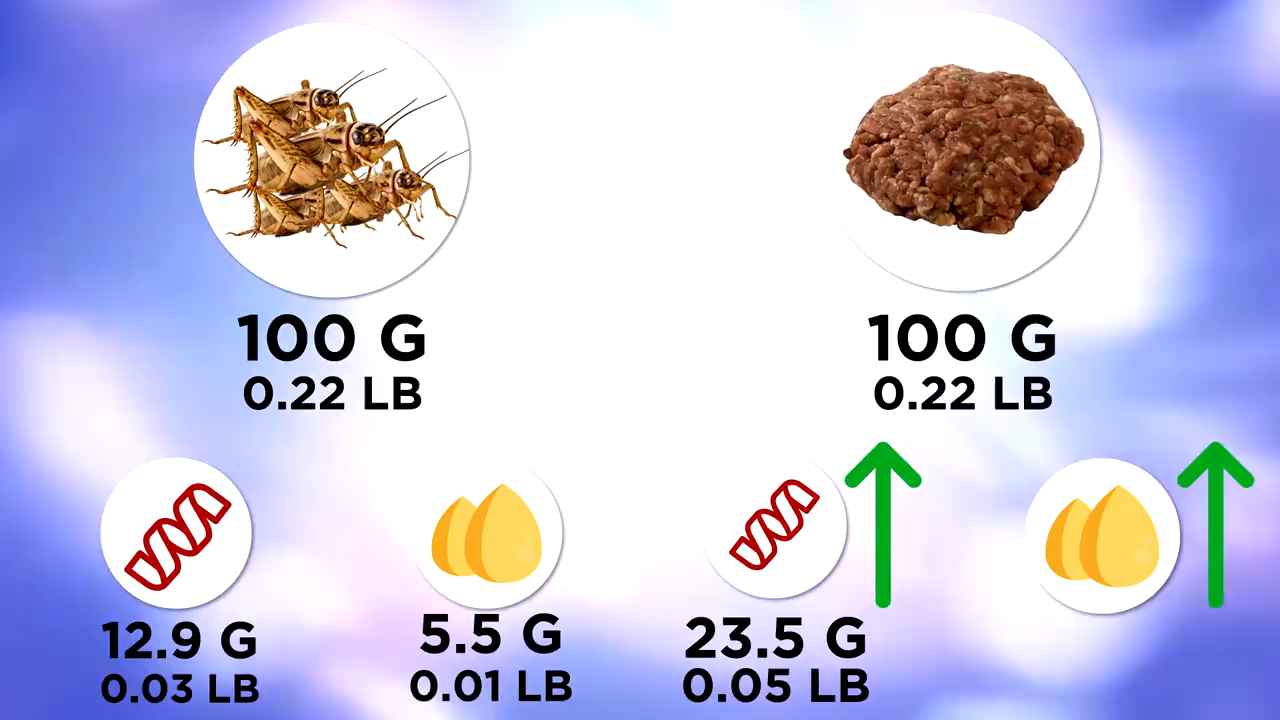 100 G
0.22 LB
100 G
0.22 LB
12.9 G
0.03 LB
5.5 G
0.01 LB
23.5 G
0.05 LB